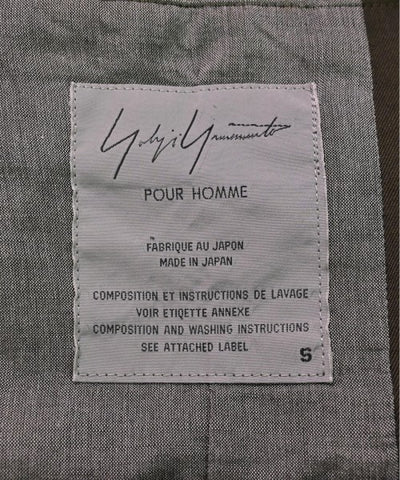 Yohji Yamamoto
POUR HOMME
FABRIQUE AU JAPON
MADE IN JAPAN
COMPOSITION ET INSTRUCTIONS DE LAVAGE
VOIR ETIQETTE ANNEXE
COMPOSITION AND WASHING INSTRUCTIONS
SEE ATTACHED LABEL
S